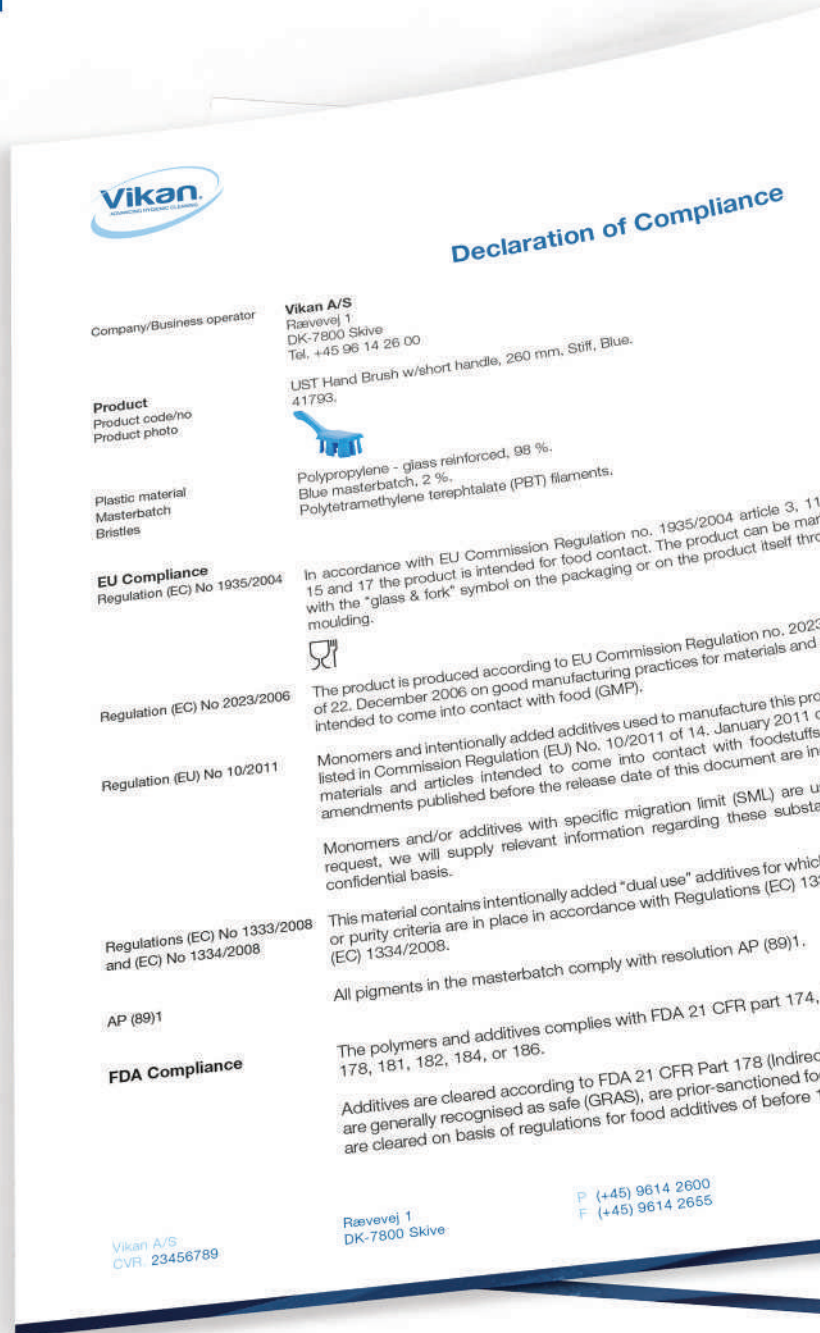 Vikan.
ADVANCING HYGIENIC CLEANING
Declaration of Compliance
Company/Business operator
Vikan A/S
Rævevej 1
DK-7800 Skive
Tel. +45 96 14 26 00
Product
Product code/no
Product photo
UST Hand Brush w/short handle, 260 mm, Stiff, Blue.
41793.
Plastic material
Masterbatch
Bristles
Polypropylene - glass reinforced, 98 %.
Blue masterbatch, 2 %.
Polytetramethylene terephtalate (PBT) filaments.
EU Compliance
Regulation (EC) No 1935/2004
In accordance with EU Commission Regulation no. 1935/2004 article 3, 11
15 and 17 the product is intended for food contact. The product can be mar
with the "glass & fork" symbol on the packaging or on the product itself thro
moulding.
Regulation (EC) No 2023/2006
The product is produced according to EU Commission Regulation no. 2023
of 22. December 2006 on good manufacturing practices for materials and
intended to come into contact with food (GMP).
Regulation (EU) No 10/2011
Monomers and intentionally added additives used to manufacture this pro
listed in Commission Regulation (EU) No. 10/2011 of 14. January 2011 o
materials and articles intended to come into contact with foodstuffs
amendments published before the release date of this document are in
Monomers and/or additives with specific migration limit (SML) are u
request, we will supply relevant information regarding these substa
confidential basis.
Regulations (EC) No 1333/2008
and (EC) No 1334/2008
This material contains intentionally added "dual use" additives for which
or purity criteria are in place in accordance with Regulations (EC) 133
(EC) 1334/2008.
AP (89)1
All pigments in the masterbatch comply with resolution AP (89)1.
FDA Compliance
The polymers and additives complies with FDA 21 CFR part 174,
178, 181, 182, 184, or 186.
Additives are cleared according to FDA 21 CFR Part 178 (Indirec
are generally recognised as safe (GRAS), are prior-sanctioned fo
are cleared on basis of regulations for food additives of before 1
Vikan A/S
CVR. 23456789
Rævevej 1
DK-7800 Skive
P (+45) 9614 2600
F (+45) 9614 2655